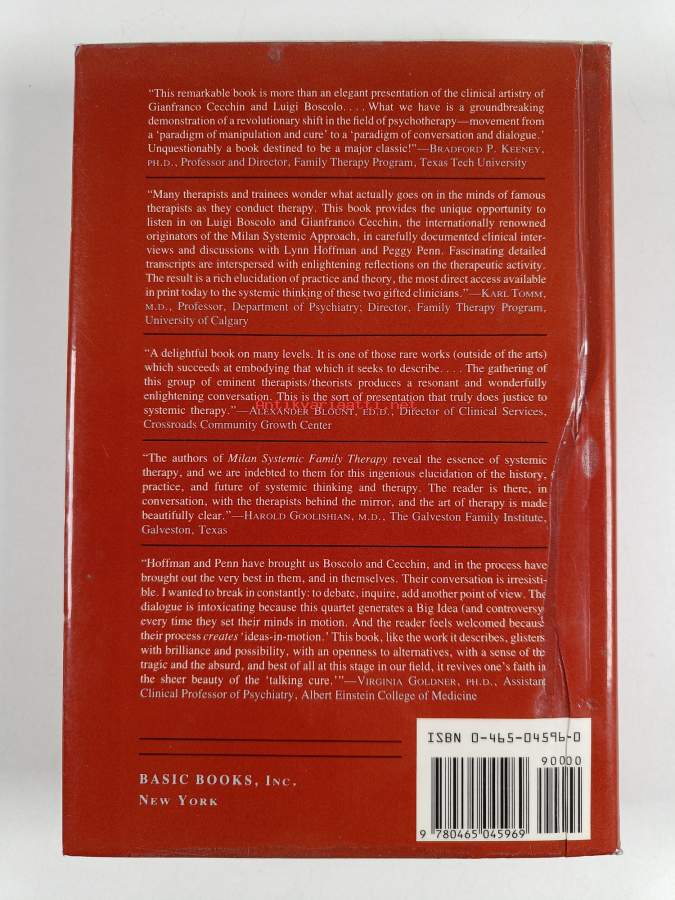 “This remarkable book is more than an elegant presentation of the clinical artistry of
Gianfranco Cecchin and Luigi Boscolo. . . . What we have is a groundbreaking
demonstration of a revolutionary shift in the field of psychotherapy—movement from
a ‘paradigm of manipulation and cure’ to a ‘paradigm of conversation and dialogue.’
Unquestionably a book destined to be a major classic!”—BRADFORD P. KEENEY,
PH.D., Professor and Director, Family Therapy Program, Texas Tech University
“Many therapists and trainees wonder what actually goes on in the minds of famous
therapists as they conduct therapy. This book provides the unique opportunity to
listen in on Luigi Boscolo and Gianfranco Cecchin, the internationally renowned
originators of the Milan Systemic Approach, in carefully documented clinical inter-
views and discussions with Lynn Hoffman and Peggy Penn. Fascinating detailed
transcripts are interspersed with enlightening reflections on the therapeutic activity.
The result is a rich elucidation of practice and theory, the most direct access available
in print today to the systemic thinking of these two gifted clinicians.”—KARL TOMM,
M.D., Professor, Department of Psychiatry; Director, Family Therapy Program,
University of Calgary
“A delightful book on many levels. It is one of those rare works (outside of the arts)
which succeeds at embodying that which it seeks to describe. . . . The gathering of
this group of eminent therapists/theorists produces a resonant and wonderfully
enlightening conversation. This is the sort of presentation that truly does justice to
antikvariaatti.net
systemic therapy.”—ALEXANDER BLOUNT, ED.D., Director of Clinical Services,
Crossroads Community Growth Center
“The authors of Milan Systemic Family Therapy reveal the essence of systemic
therapy, and we are indebted to them for this ingenious elucidation of the history,
practice, and future of systemic thinking and therapy. The reader is there, in
conversation, with the therapists behind the mirror, and the art of therapy is made
beautifully clear.”—HAROLD GOOLISHIAN, M.D., The Galveston Family Institute,
Galveston, Texas
“Hoffman and Penn have brought us Boscolo and Cecchin, and in the process have
brought out the very best in them, and in themselves. Their conversation is irresisti-
ble. I wanted to break in constantly: to debate, inquire, add another point of view. The
dialogue is intoxicating because this quartet generates a Big Idea (and controversy)
every time they set their minds in motion. And the reader feels welcomed because
their process creates ‘ideas-in-motion.’ This book, like the work it describes, glistens
with brilliance and possibility, with an openness to alternatives, with a sense of the
tragic and the absurd, and best of all at this stage in our field, it revives one’s faith in
the sheer beauty of the ‘talking cure.’”—VIRGINIA GOLDNER, PH.D., Assistant
Clinical Professor of Psychiatry, Albert Einstein College of Medicine
BASIC BOOKS, INC.
NEW YORK
ISBN 0-465-04596-0
90000
9 780465 045969